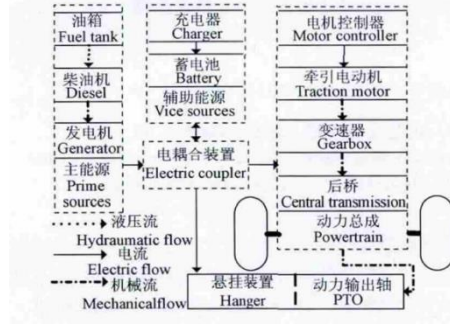 油箱
Fuel tank
柴油机
Diesel
发电机
Generator
主能源
Prime
sources
充电器
Charger
蓄电池
Battery
辅助能源
Vice sources
电耦合装置
Electric coupler
电机控制器
Motor controller
牵引电动机
Traction motor
变速器
Gearbox
后桥
Central transmission
动力总成
Powertrain
液压流
Hydraumatic flow
电流
Electric flow
机械流
Mechanicalflow
悬挂装置
Hanger
动力输出轴
PTO